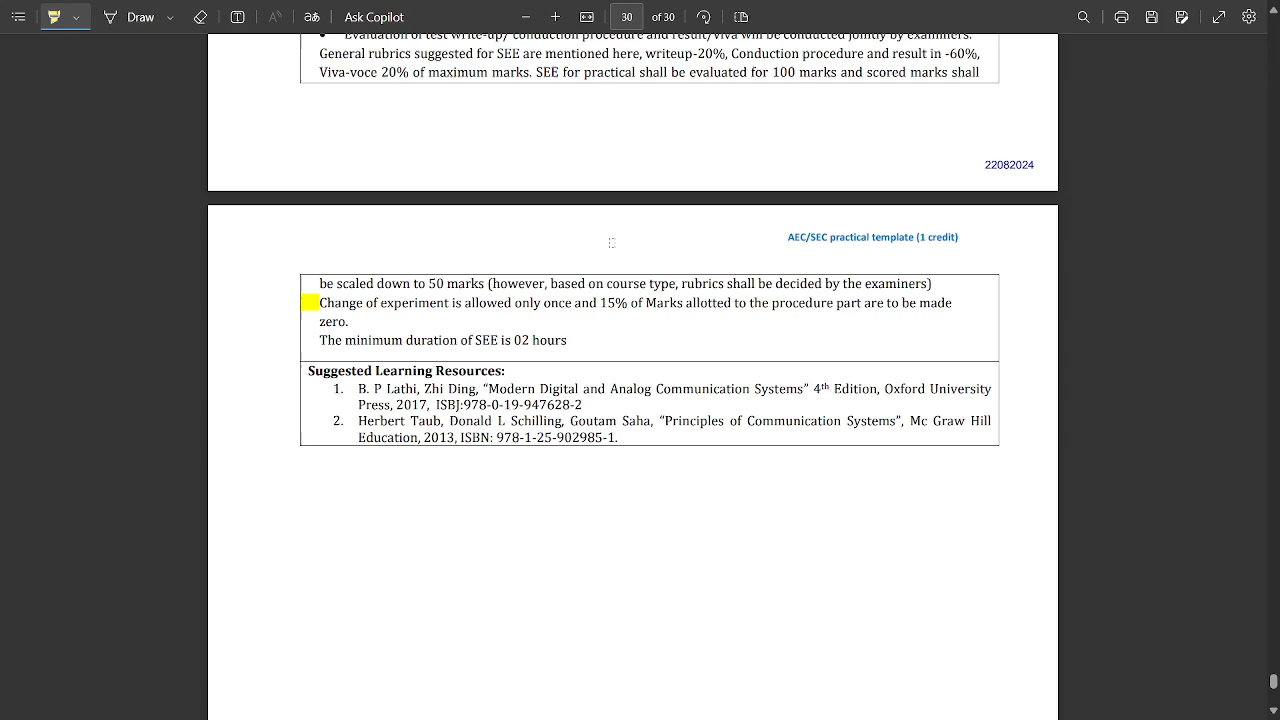 Draw
Ask Copilot
30
of 30
• Evaluation of test write-up/ conduction procedure and result/viva will be conducted jointly by examiners.
General rubrics suggested for SEE are mentioned here, writeup-20%, Conduction procedure and result in -60%,
Viva-voce 20% of maximum marks. SEE for practical shall be evaluated for 100 marks and scored marks shall
22082024
AEC/SEC practical template (1 credit)
be scaled down to 50 marks (however, based on course type, rubrics shall be decided by the examiners)
Change of experiment is allowed only once and 15% of Marks allotted to the procedure part are to be made
zero.
The minimum duration of SEE is 02 hours
Suggested Learning Resources:
1. B. P Lathi, Zhi Ding, “Modern Digital and Analog Communication Systems” 4th Edition, Oxford University
Press, 2017, ISBJ:978-0-19-947628-2
2. Herbert Taub, Donald L Schilling, Goutam Saha, “Principles of Communication Systems”, Mc Graw Hill
Education, 2013, ISBN: 978-1-25-902985-1.